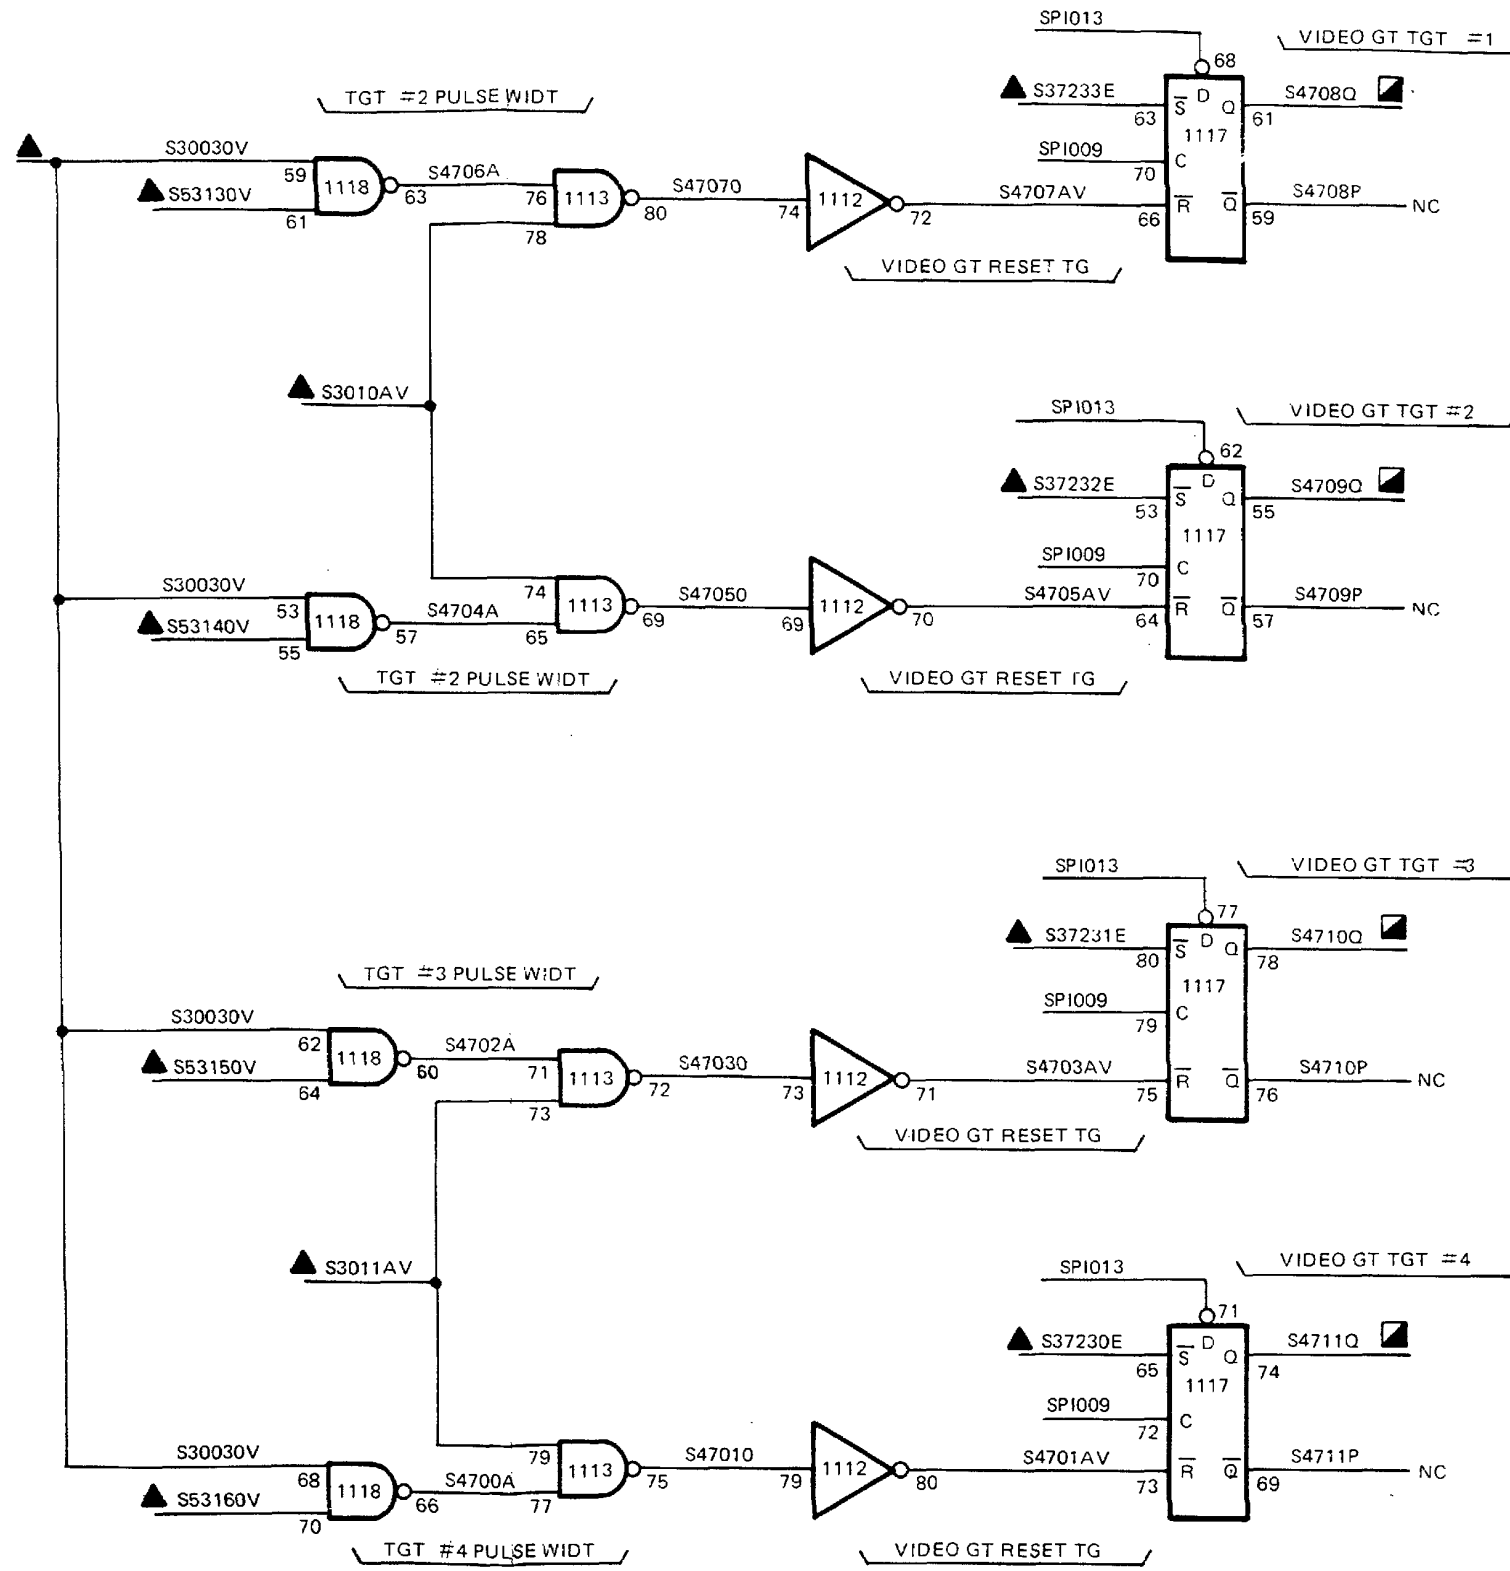 SPI013
VIDEO GT TGT #1
68
TGT #2 PULSE WIDT
S37233E
S̅ D Q
S4708Q
63
61
1117
S30030V
SPI009
C
59
1118
S4706A
70
63
76
1113
S47070
S53130V
80
74
1112
S4707AV
72
66
R̅ Q̅
S4708P
NC
59
61
78
VIDEO GT RESET TG
S3010AV
SPI013
VIDEO GT TGT #2
62
S37232E
S̅ D Q
S4709Q
53
55
1117
SPI009
C
70
S30030V
53
1118
S4704A
57
S53140V
55
74
1113
65
S47050
69
69
1112
70
S4705AV
64
R̅ Q̅
S4709P
NC
57
TGT #2 PULSE WIDT
VIDEO GT RESET TG
SPI013
VIDEO GT TGT #3
77
S37231E
S̅ D Q
S4710Q
80
78
TGT #3 PULSE WIDT
1117
SPI009
C
79
S30030V
62
1118
S4702A
60
S53150V
64
71
1113
73
S47030
72
73
1112
71
S4703AV
75
R̅ Q̅
S4710P
NC
76
VIDEO GT RESET TG
S3011AV
SPI013
VIDEO GT TGT #4
71
S37230E
S̅ D Q
S4711Q
65
74
1117
SPI009
C
72
S30030V
68
1118
S4700A
66
S53160V
70
79
1113
77
S47010
75
79
1112
80
S4701AV
73
R̅ Q̅
S4711P
NC
69
TGT #4 PULSE WIDT
VIDEO GT RESET TG